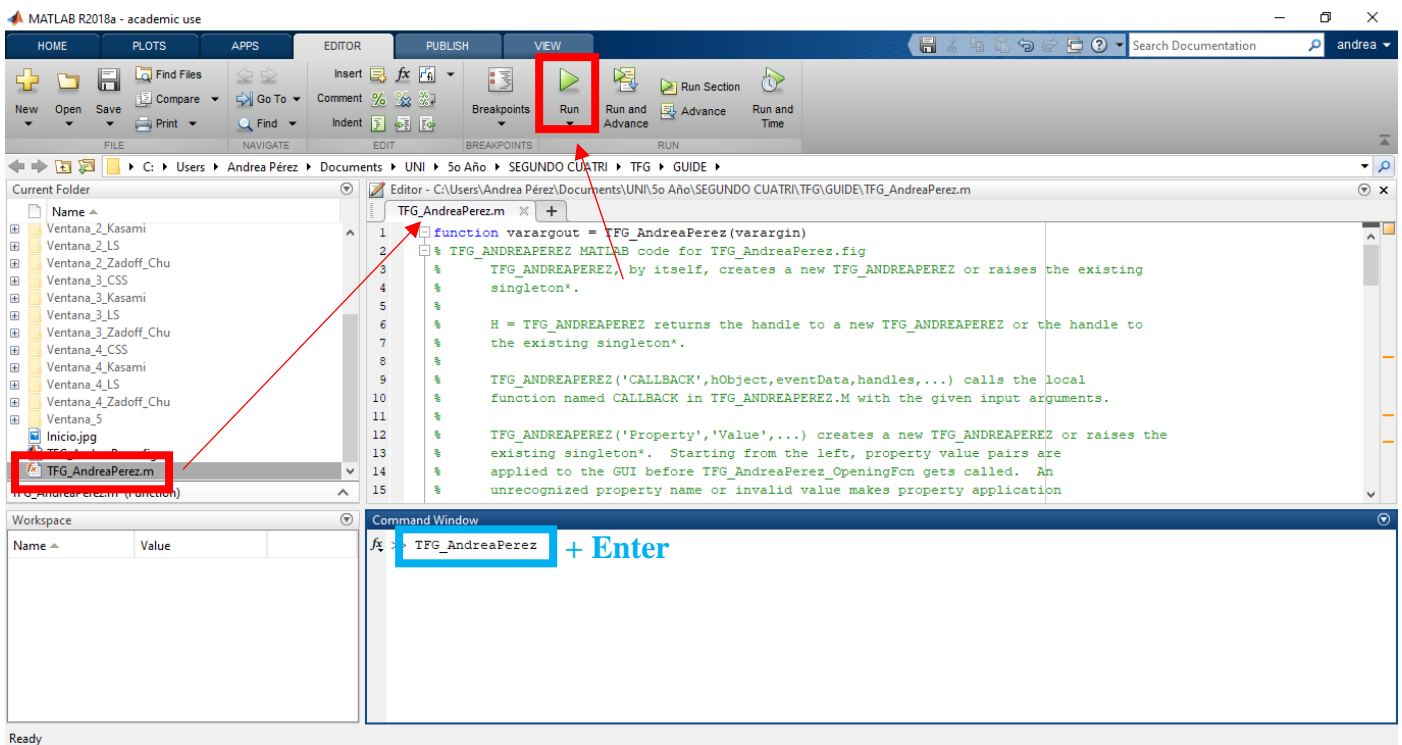 MATLAB R2018a - academic use
HOME PLOTS APPS EDITOR PUBLISH VIEW Search Documentation andrea
New Open Save Find Files Compare Print
Go To Find
Insert fx Comment Indent
Breakpoints Run Run and Advance Run Section Advance Run and Time
FILE NAVIGATE EDIT BREAKPOINTS RUN
C: Users Andrea Pérez Documents UNI 5o Año SEGUNDO CUATRI TFG GUIDE
Current Folder
Name
Ventana_2_Kasami
Ventana_2_LS
Ventana_2_Zadoff_Chu
Ventana_3_CSS
Ventana_3_Kasami
Ventana_3_LS
Ventana_3_Zadoff_Chu
Ventana_4_CSS
Ventana_4_Kasami
Ventana_4_LS
Ventana_4_Zadoff_Chu
Ventana_5
Inicio.jpg
TFG_AndreaPerez.m
TFG_AndreaPerez.m (Function)
Editor - C:\Users\Andrea Pérez\Documents\UNI\5o Año\SEGUNDO CUATRI\TFG\GUIDE\TFG_AndreaPerez.m
TFG_AndreaPerez.m
1 function varargout = TFG_AndreaPerez(varargin)
2 % TFG_ANDREAPEREZ MATLAB code for TFG_AndreaPerez.fig
3 % TFG_ANDREAPEREZ, by itself, creates a new TFG_ANDREAPEREZ or raises the existing
4 % singleton*.
5 %
6 % H = TFG_ANDREAPEREZ returns the handle to a new TFG_ANDREAPEREZ or the handle to
7 % the existing singleton*.
8 %
9 % TFG_ANDREAPEREZ('CALLBACK',hObject,eventData,handles,...) calls the local
10 % function named CALLBACK in TFG_ANDREAPEREZ.M with the given input arguments.
11 %
12 % TFG_ANDREAPEREZ('Property','Value',...) creates a new TFG_ANDREAPEREZ or raises the
13 % existing singleton*. Starting from the left, property value pairs are
14 % applied to the GUI before TFG_AndreaPerez_OpeningFcn gets called. An
15 % unrecognized property name or invalid value makes property application
Workspace
Name Value
Command Window
fx >> TFG_AndreaPerez + Enter
Ready